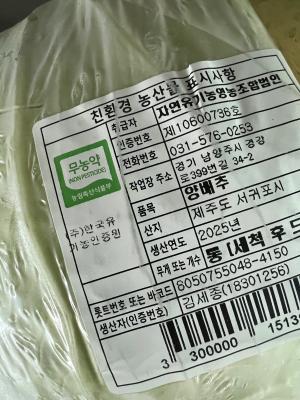 친환경 농산물 표시사항
취급자 자연유기농영농조합법인
인증번호 제10600736호
전화번호 031-576-0253
작업장 주소 경기 남양주시 경강
로399번길 34-2
품목 양배추
산지 제주도 서귀포시
생산연도 2025년
무게 또는 개수 통 (세척 후 드
롯트번호 또는 바코드 6050755048-4150
생산자(인증번호) 김세종(18301256)
무농약
(NON PESTICIDE)
농림축산식품부
(주)한국유
기농인증원
3 300000 1513